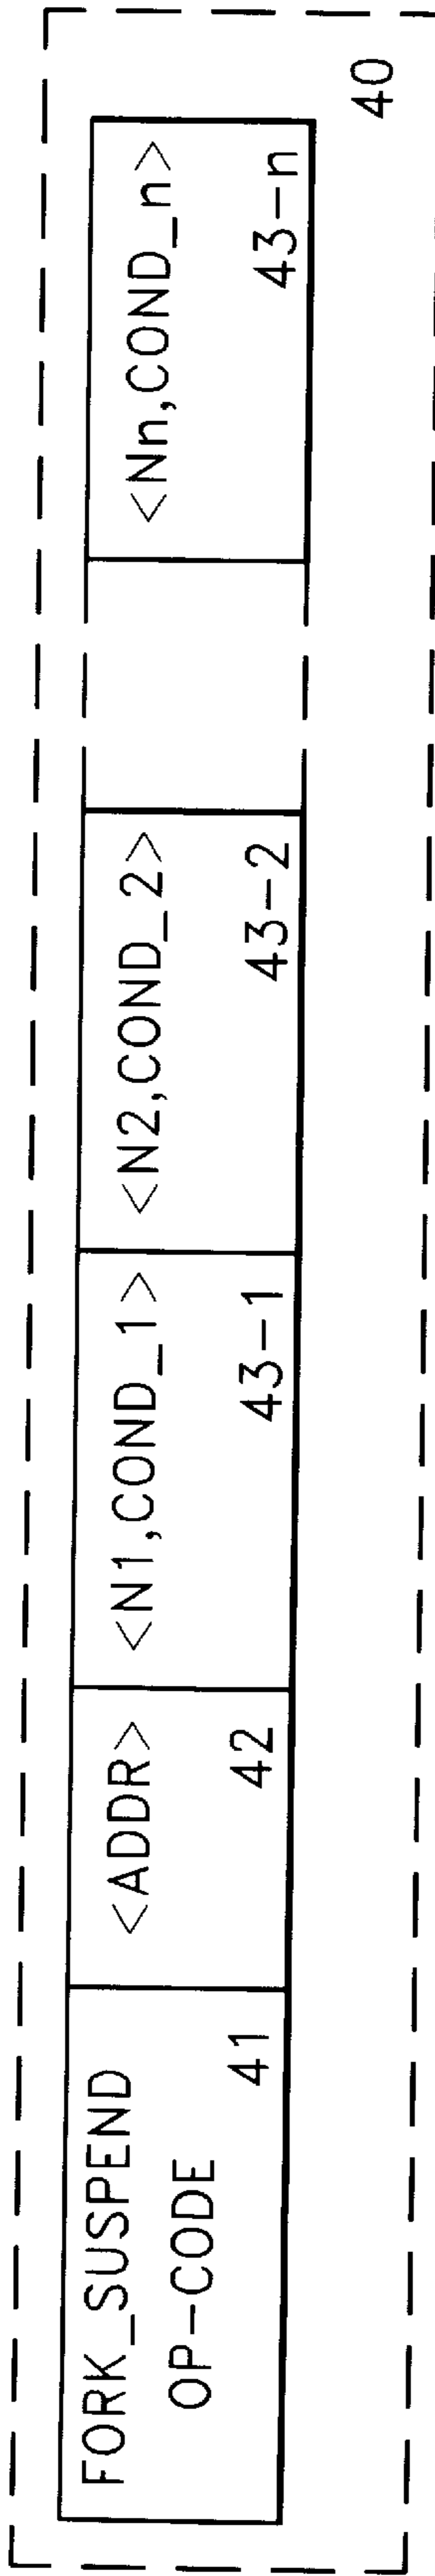 FORK_SUSPEND
OP-CODE
41
<ADDR>
42
<N1,COND_1>
43-1
<N2,COND_2>
43-2
<Nn,COND_n>
43-n
40